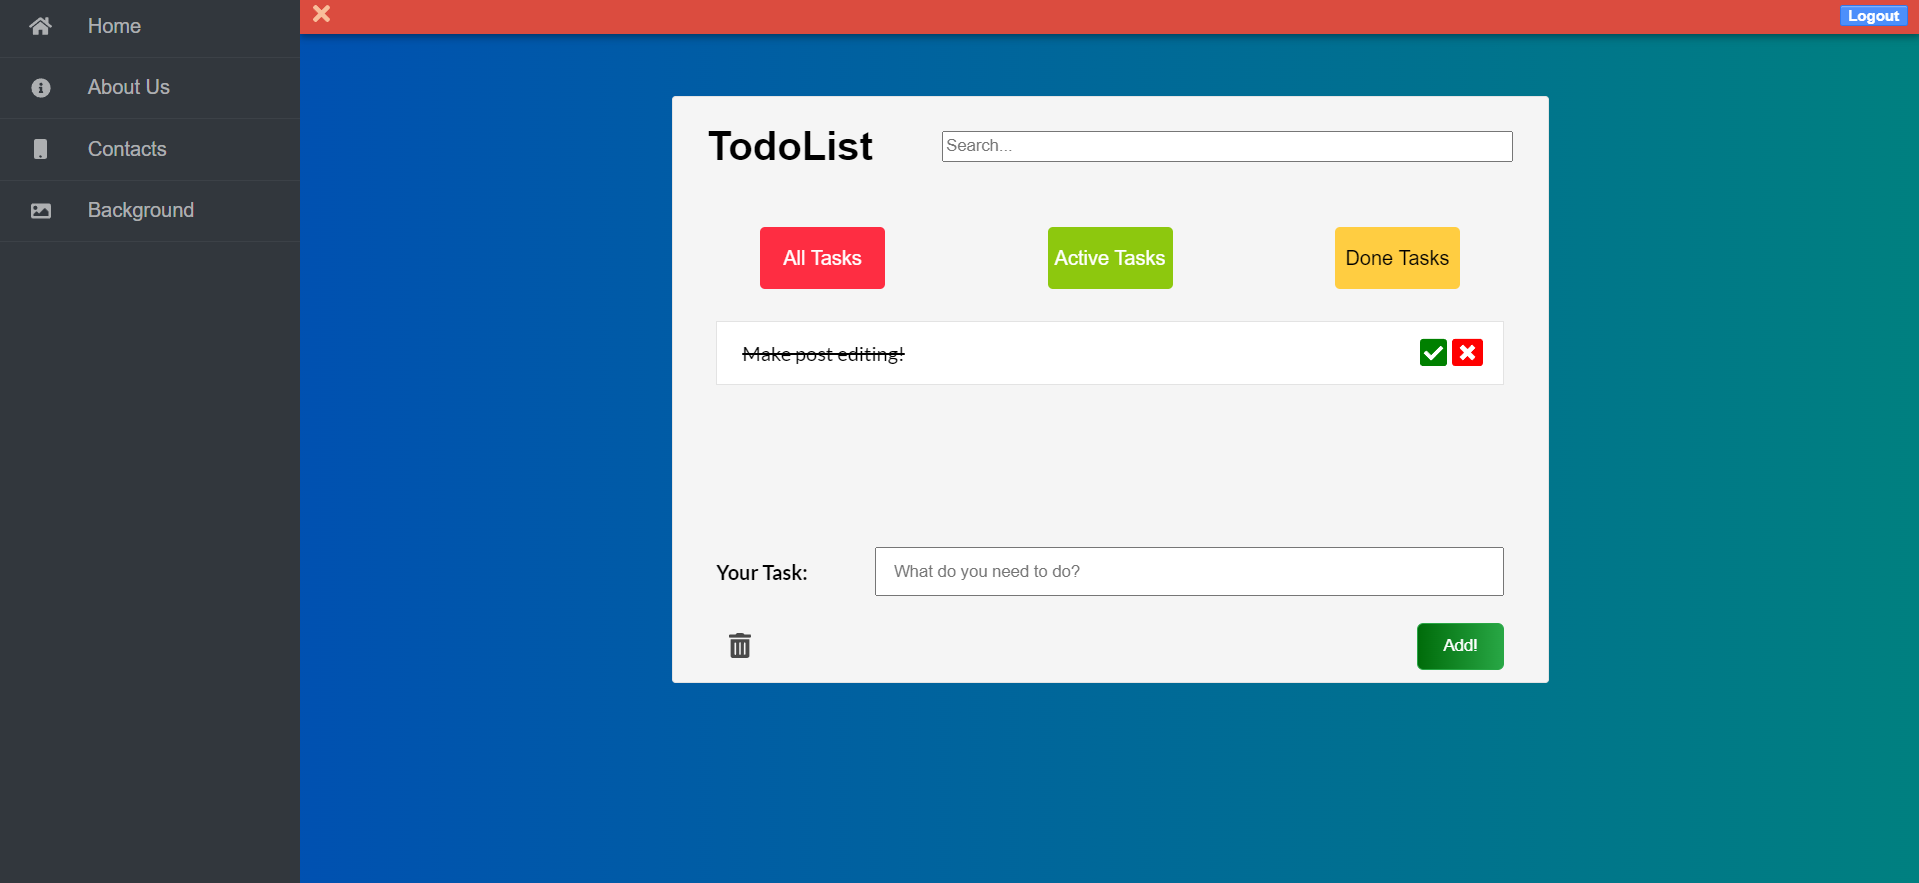 Home
About Us
Contacts
Background
Logout
TodoList
Search...
All Tasks
Active Tasks
Done Tasks
Make post editing!
Your Task:
What do you need to do?
Add!